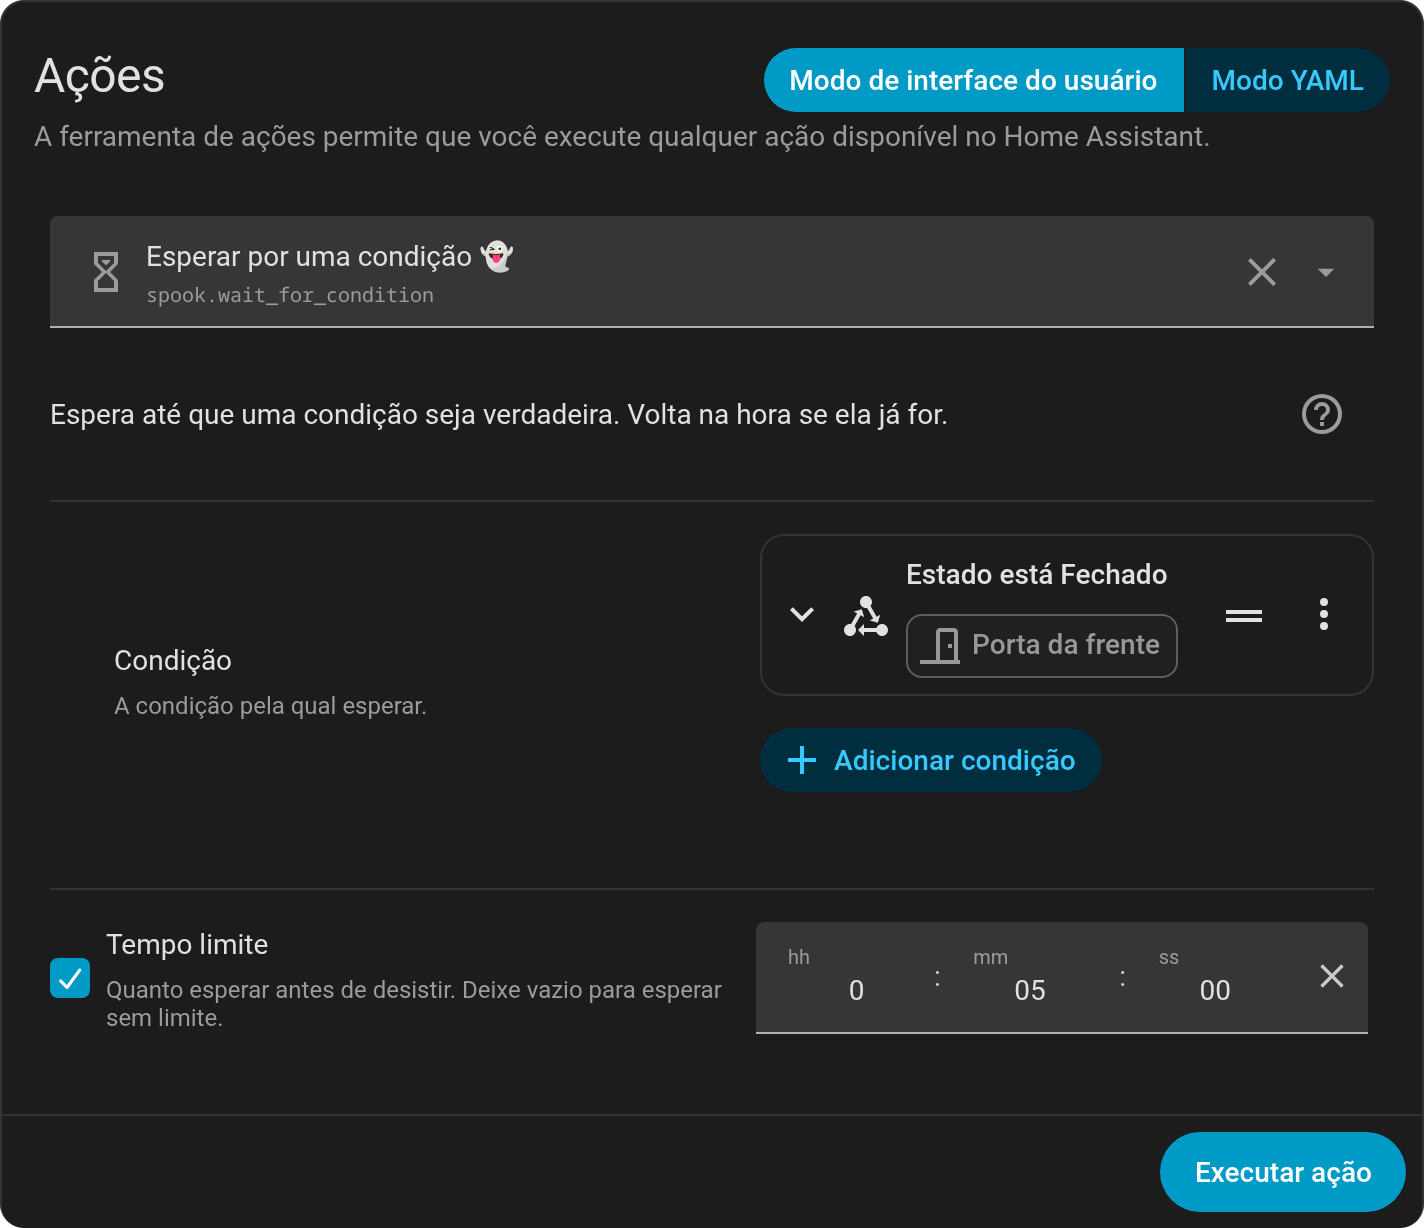 Ações
Modo de interface do usuário
Modo YAML
A ferramenta de ações permite que você execute qualquer ação disponível no Home Assistant.
Esperar por uma condição 👻
spook.wait_for_condition
Espera até que uma condição seja verdadeira. Volta na hora se ela já for.
Condição
A condição pela qual esperar.
Estado está Fechado
Porta da frente
Adicionar condição
Tempo limite
Quanto esperar antes de desistir. Deixe vazio para esperar
sem limite.
hh mm ss
0 : 05 : 00
Executar ação